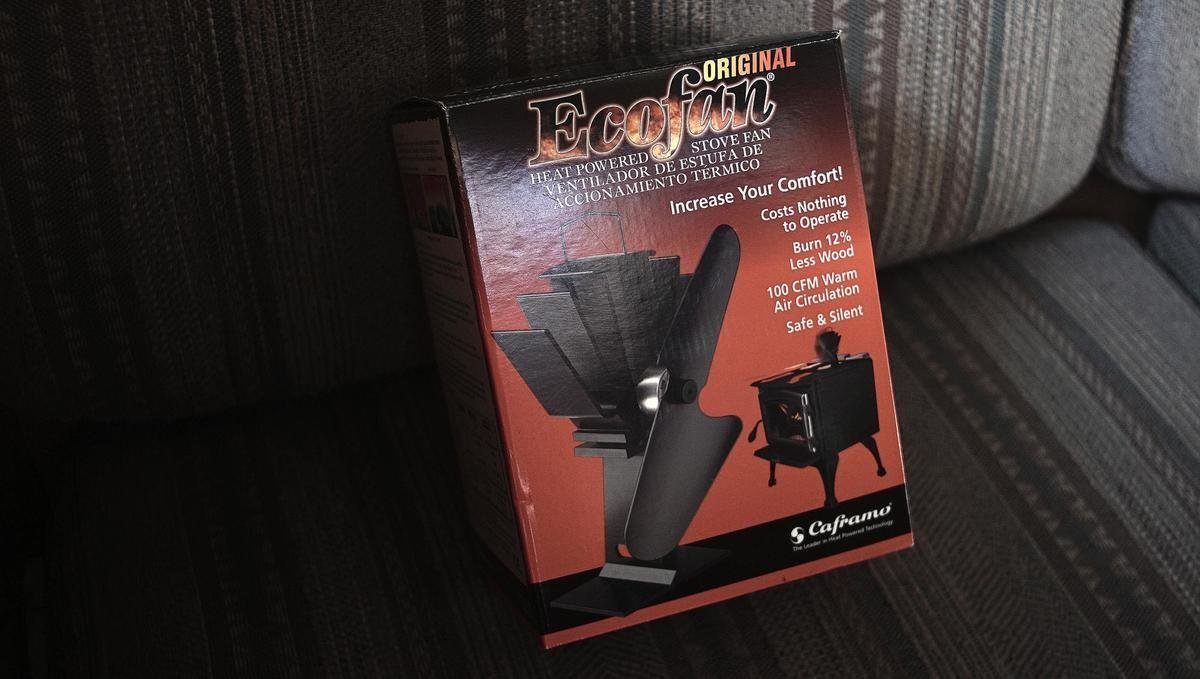 ORIGINAL
Ecofan®
HEAT POWERED STOVE FAN
VENTILADOR DE ESTUFA DE
ACCIONAMIENTO TERMICO
Increase Your Comfort!
Costs Nothing
to Operate
Burn 12%
Less Wood
100 CFM Warm
Air Circulation
Safe & Silent
Caframo
The Leader in Heat Powered Technology